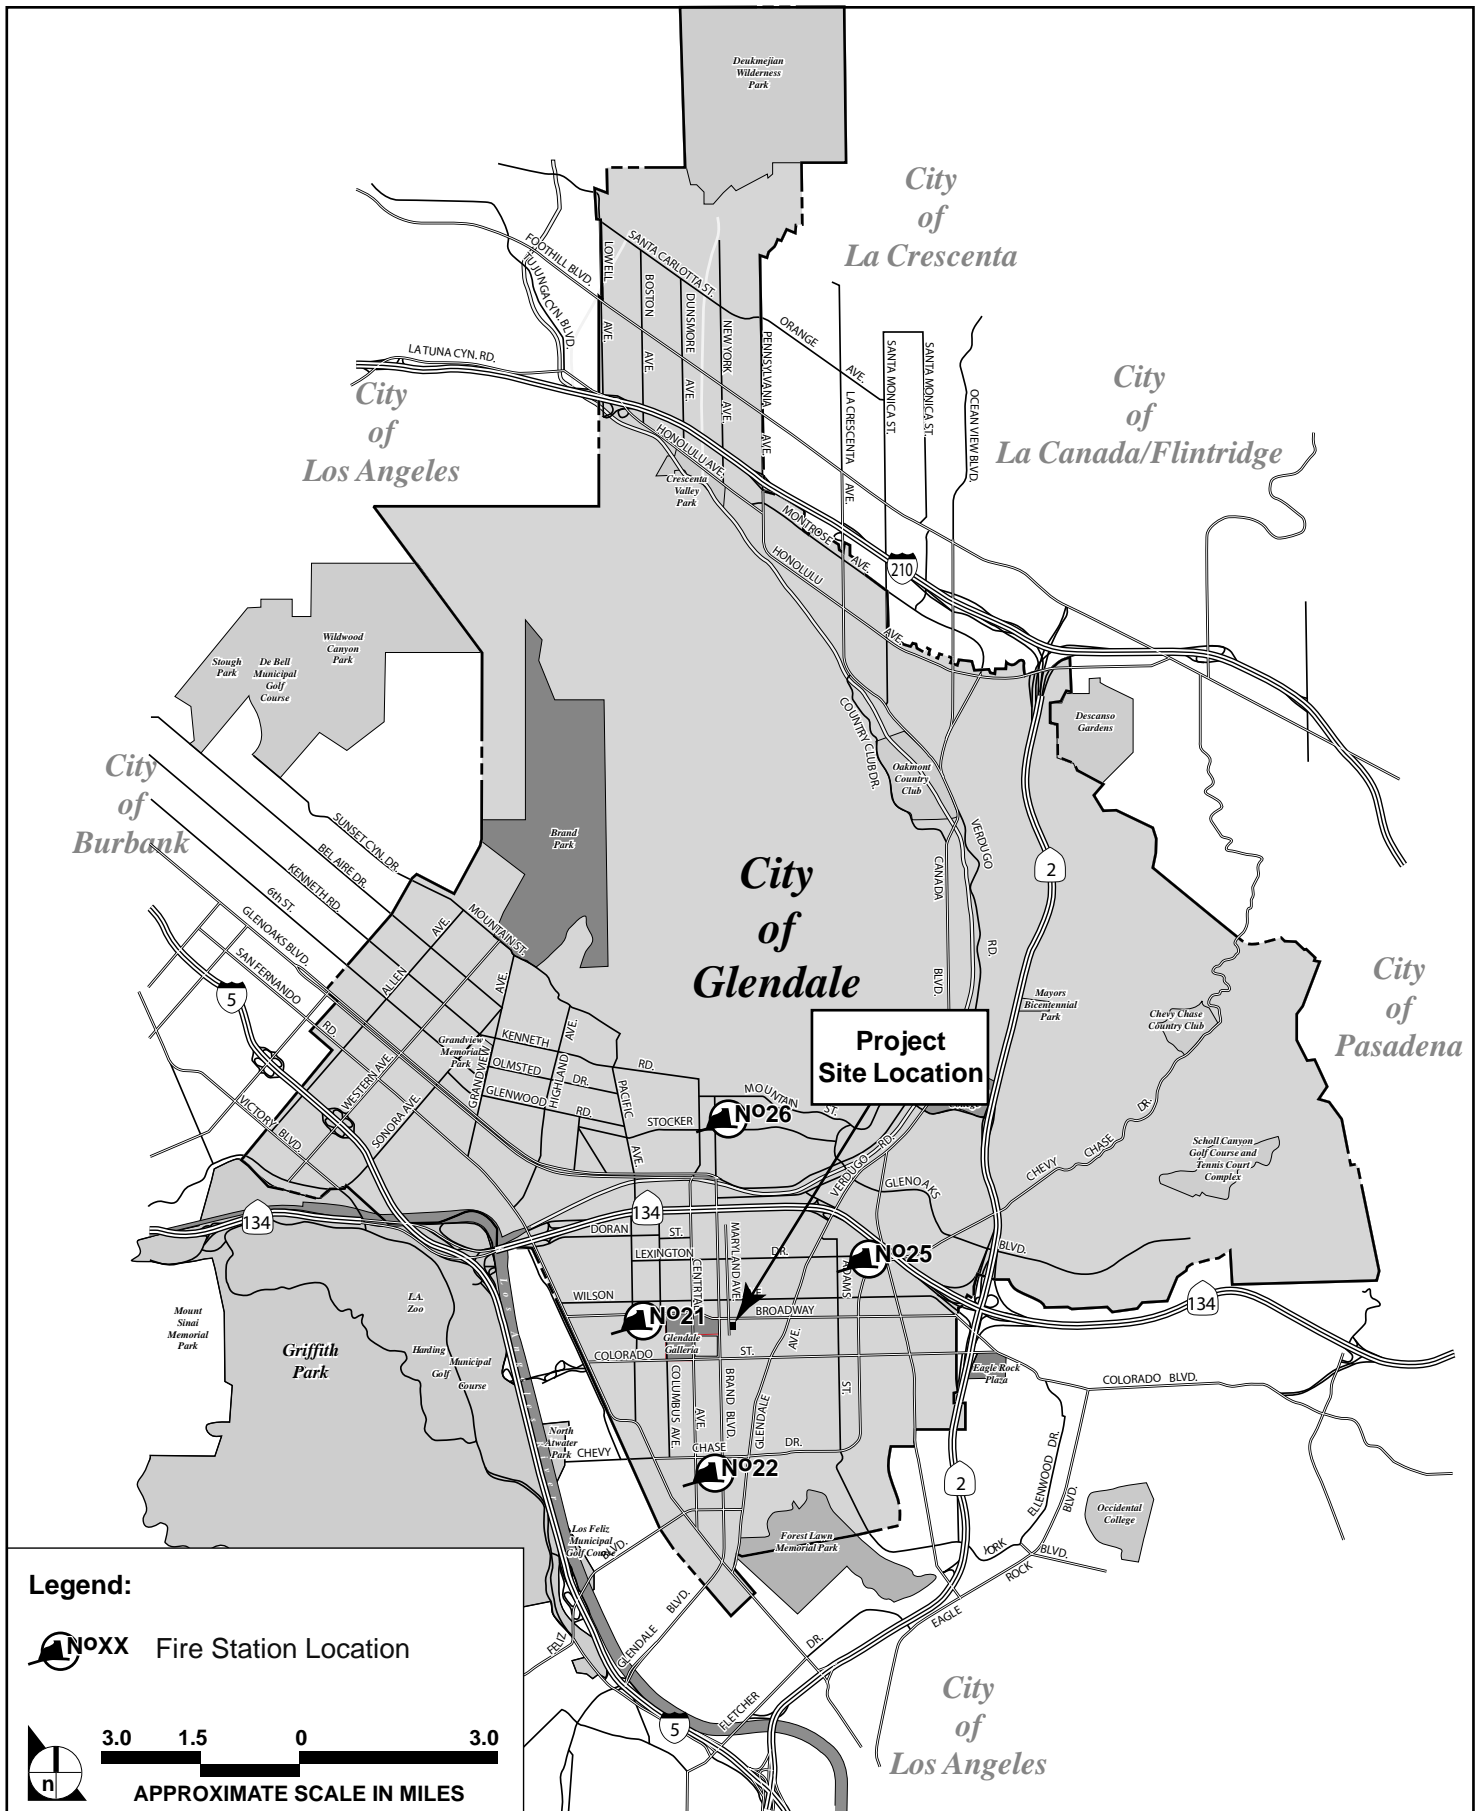 Deukmejian
Wilderness
Park
City
of
La Crescenta
FOOTHILL BLVD.
TUJUNGA CYN. BLVD.
LOWELL
AVE.
SANTA CARLOTTA ST.
BOSTON
AVE.
DUNSMORE
AVE.
NEW YORK
AVE.
PENNSYLVANIA
AVE.
ORANGE
AVE.
LA CRESCENTA
AVE.
SANTA MONICA ST.
SANTA MONICA ST.
OCEAN VIEW BLVD.
LA TUNA CYN. RD.
City
of
Los Angeles
City
of
La Canada/Flintridge
HONOLULU AVE.
Crescenta
Valley
Park
MONTROSE
AVE.
HONOLULU
AVE.
210
Wildwood
Canyon
Park
Stough
Park
De Bell
Municipal
Golf
Course
Descanso
Gardens
COUNTRY CLUB DR.
Oakmont
Country
Club
City
of
Burbank
SUNSET CYN. DR.
BEL AIRE DR.
KENNETH RD.
6th ST.
GLENOAKS BLVD.
SAN FERNANDO
RD.
Brand
Park
VERDUGO
RD.
CANADA
BLVD.
2
City
of
Glendale
MOUNTAIN ST.
ALLEN
AVE.
5
Mayors
Bicentennial
Park
Chevy Chase
Country Club
City
of
Pasadena
Project
Site Location
Grandview
Memorial
Park
GRANDVIEW
AVE.
KENNETH
RD.
OLMSTED
DR.
GLENWOOD
RD.
HIGHLAND
AVE.
PACIFIC
AVE.
WESTERN AVE.
SONORA AVE.
VICTORY BLVD.
MOUNTAIN
ST.
STOCKER
NO26
VERDUGO
RD.
GLENOAKS
BLVD.
CHEVY
CHASE
DR.
Scholl Canyon
Golf Course and
Tennis Court
Complex
134
134
DORAN
ST.
LEXINGTON
DR.
CENTRTAL
AVE.
MARYLAND AVE.
NO25
ADAMS
ST.
WILSON
BROADWAY
NO21
Glendale
Galleria
COLORADO
ST.
134
Mount
Sinai
Memorial
Park
L.A.
Zoo
Griffith
Park
Harding
Municipal
Golf
Course
LOS ANGELES RIVER
COLUMBUS AVE.
BRAND BLVD.
GLENDALE
AVE.
Eagle Rock
Plaza
COLORADO BLVD.
North
Atwater
Park
CHEVY
CHASE
DR.
NO22
2
ELLENWOOD DR.
BLVD.
Occidental
College
Los Feliz
Municipal
Golf Course
BLVD.
Forest Lawn
Memorial Park
YORK
BLVD.
EAGLE
ROCK
FELIZ
GLENDALE
BLVD.
FLETCHER
DR.
5
City
of
Los Angeles
Legend:
NOXX Fire Station Location
3.0 1.5 0 3.0
APPROXIMATE SCALE IN MILES
n